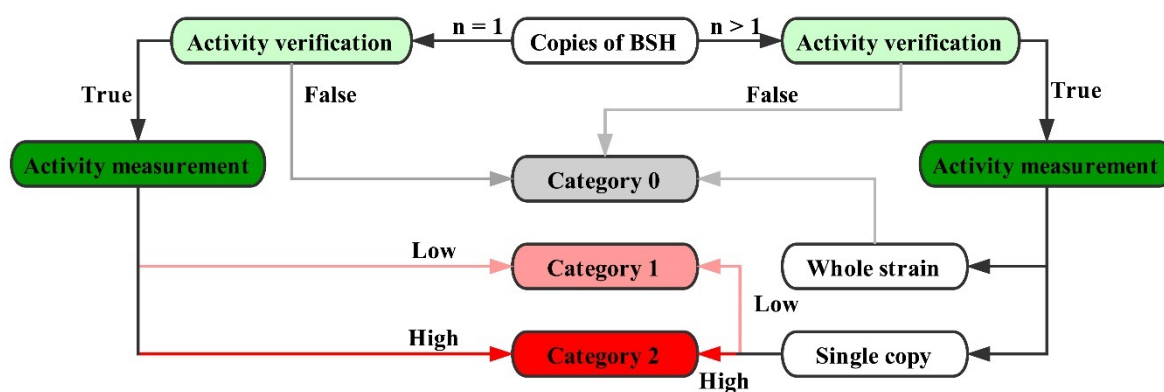 Activity verification
n = 1
Copies of BSH
n > 1
Activity verification
True
False
False
True
Activity measurement
Category 0
Activity measurement
Low
Category 1
Whole strain
Low
High
Category 2
High
Single copy